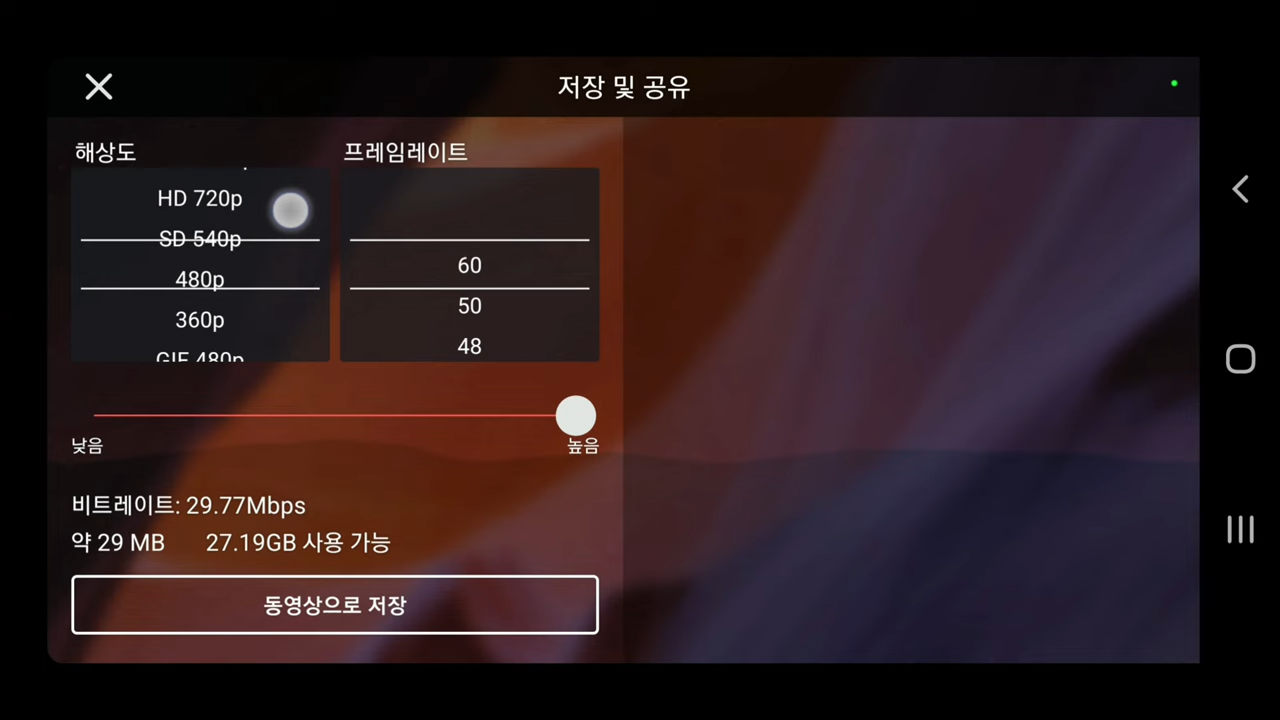 저장 및 공유
해상도
프레임레이트
HD 720p
SD 540p
480p
360p
GIF 480p
60
50
48
낮음
높음
비트레이트: 29.77Mbps
약 29 MB 27.19GB 사용 가능
동영상으로 저장